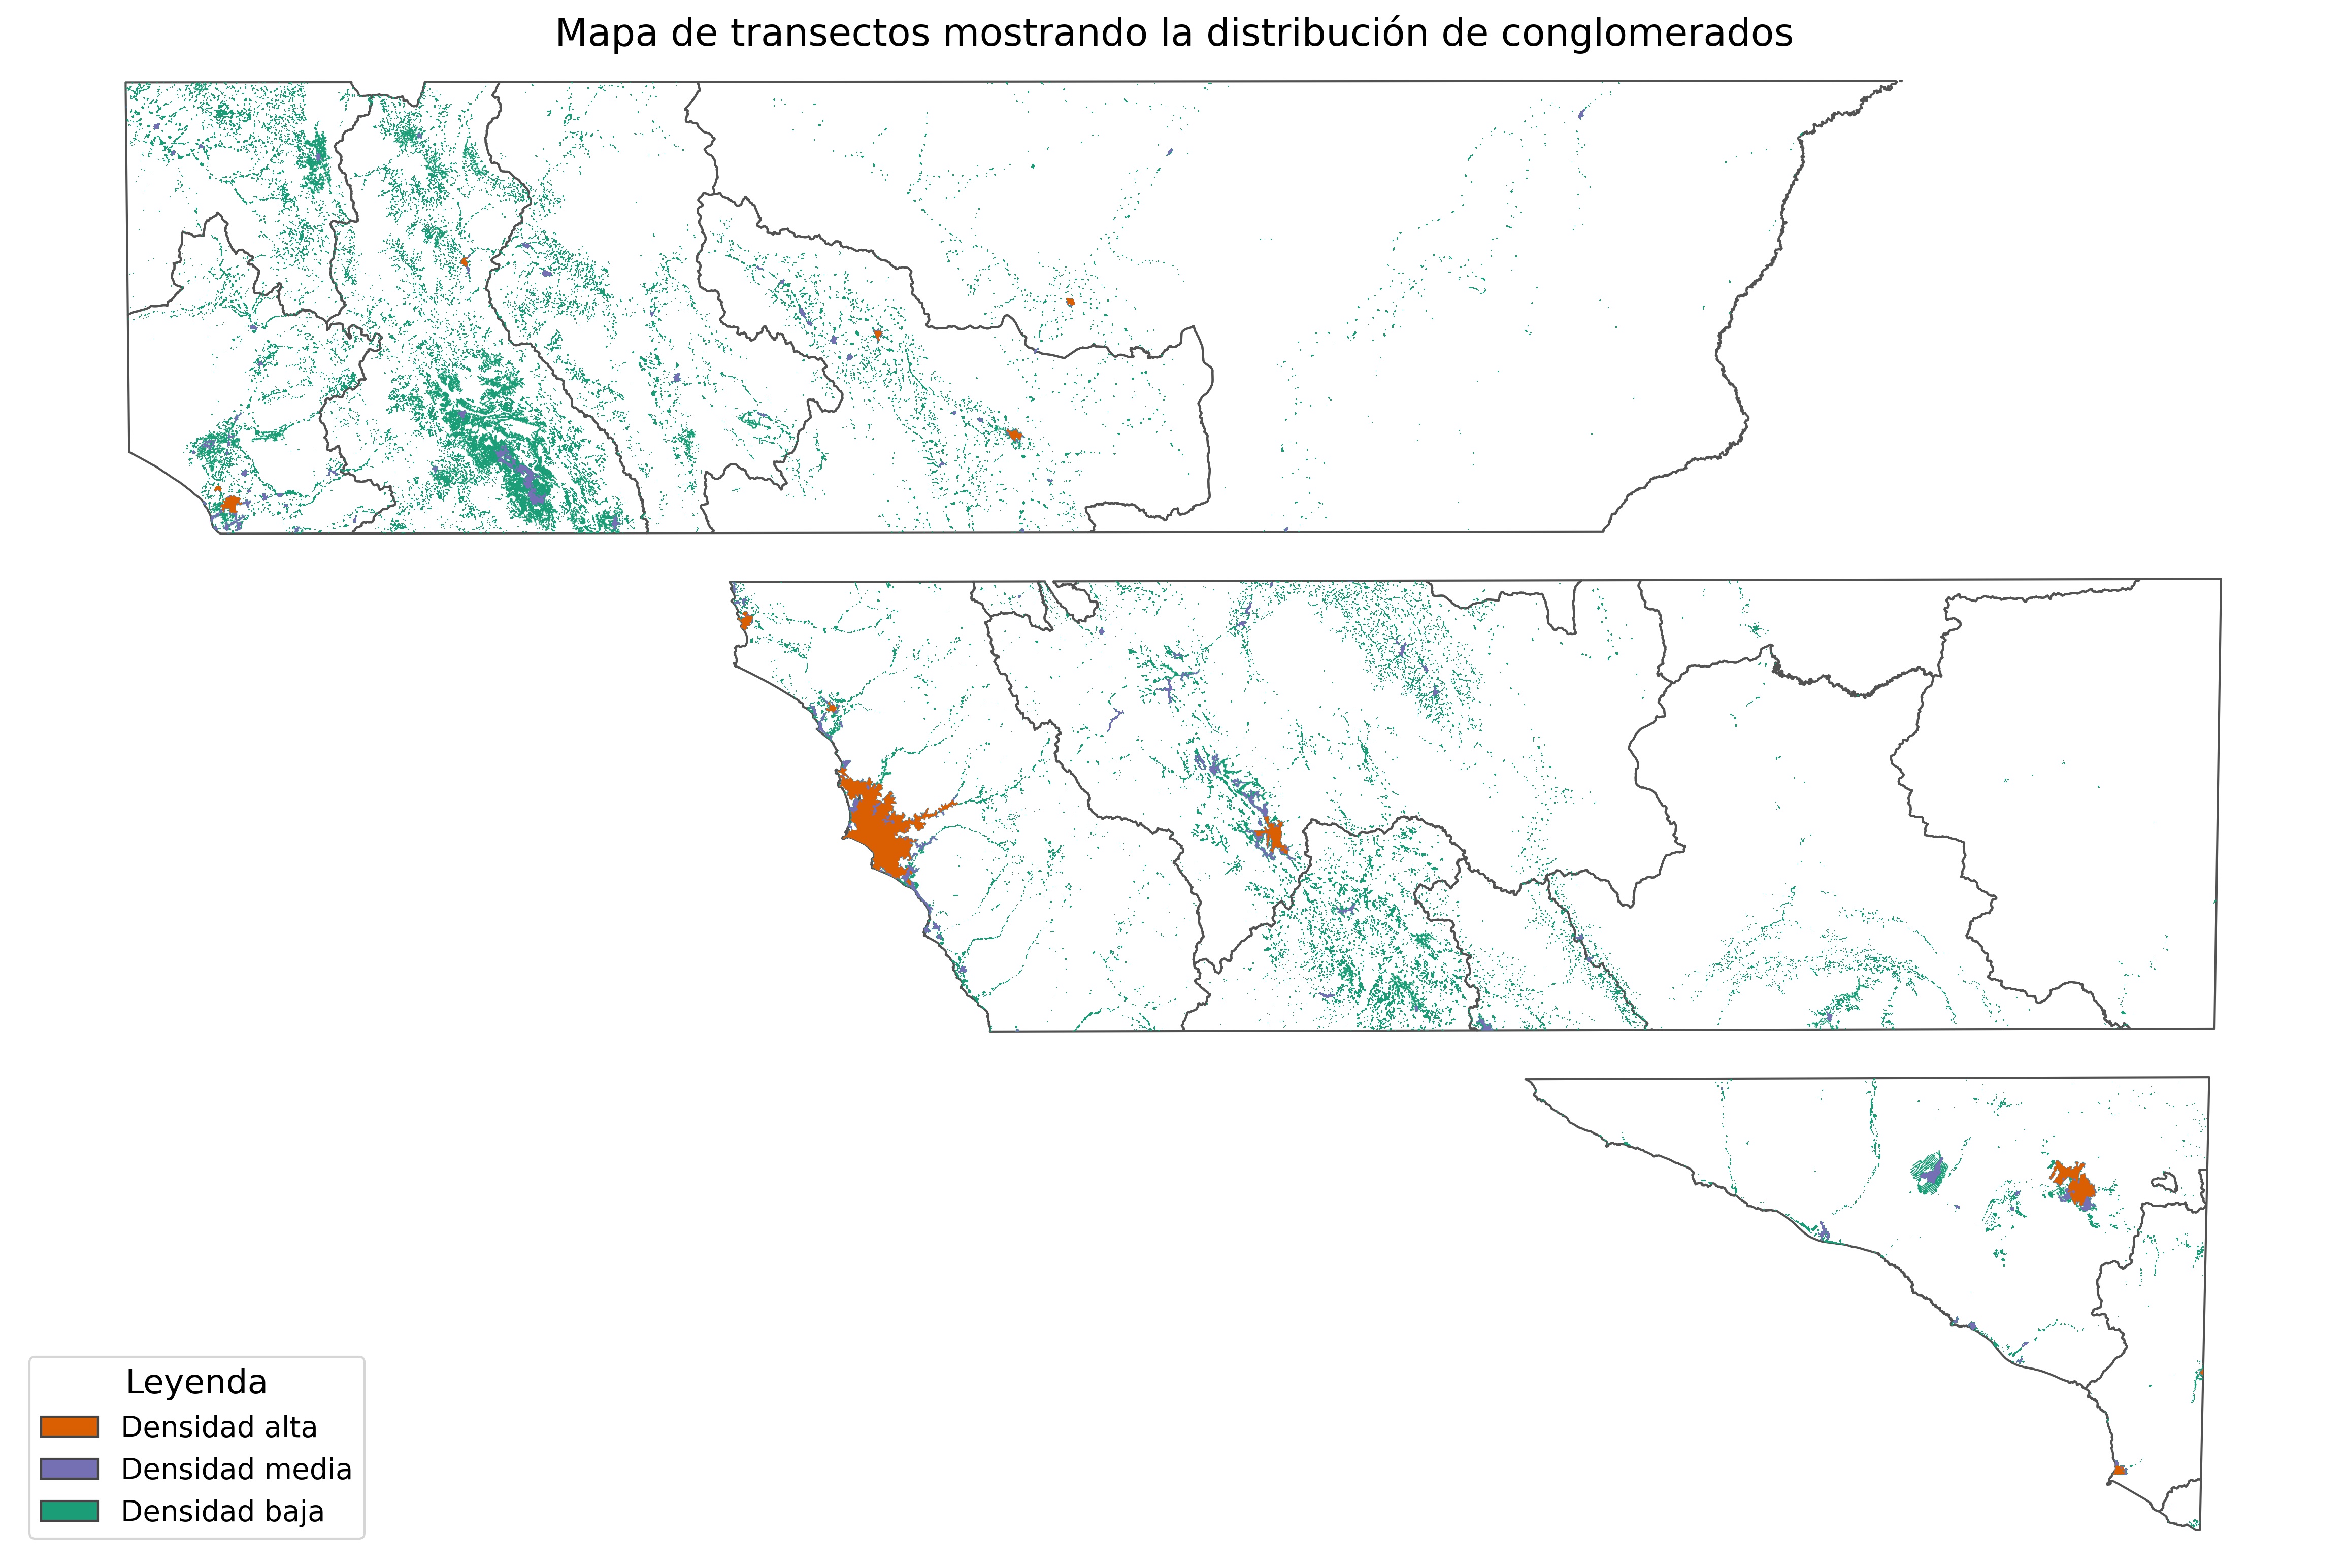 Mapa de transectos mostrando la distribución de conglomerados
Leyenda
Densidad alta
Densidad media
Densidad baja